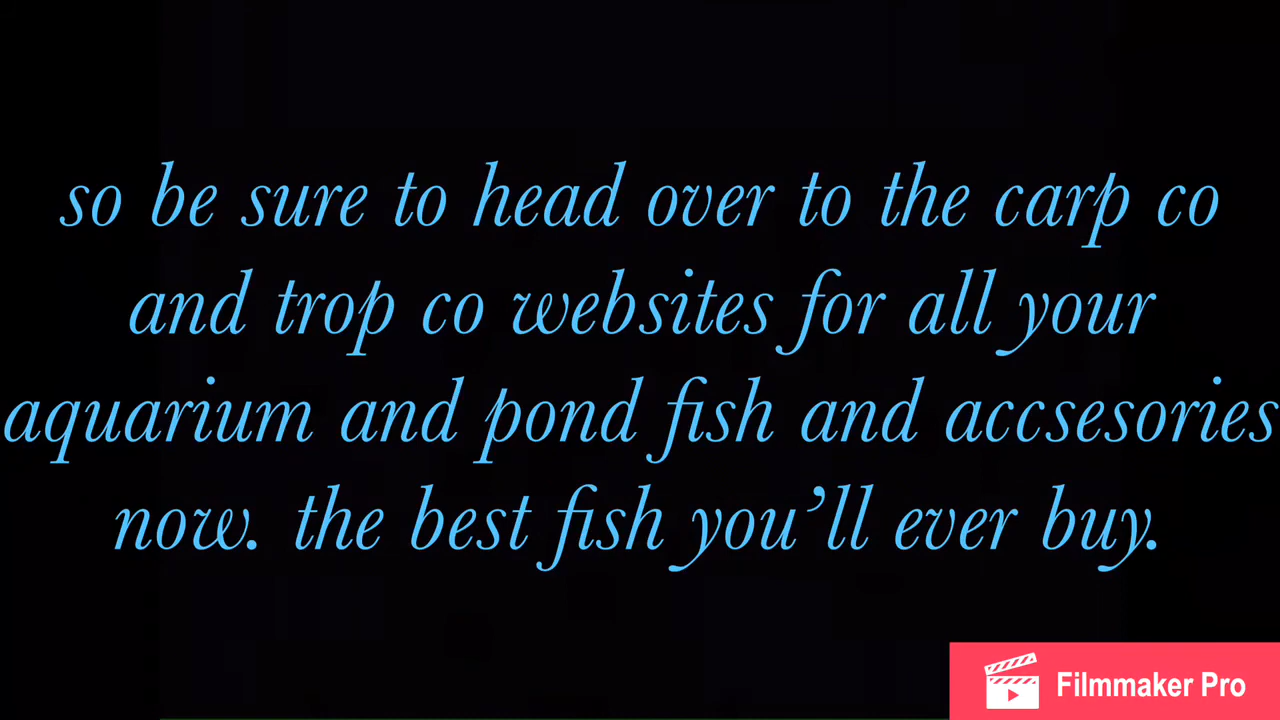 so be sure to head over to the carp co
and trop co websites for all your
aquarium and pond fish and accsesories
now. the best fish you’ll ever buy.
Filmmaker Pro